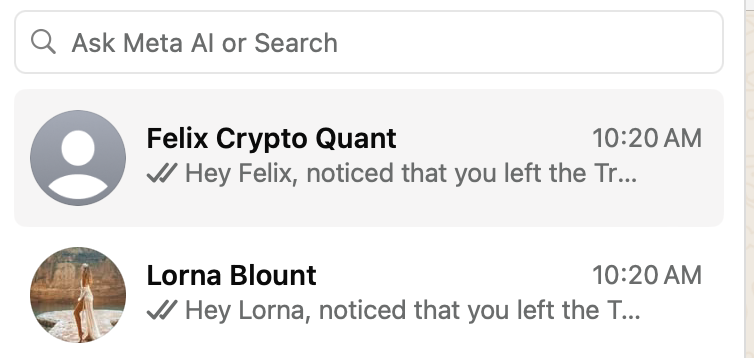 Ask Meta AI or Search
Felix Crypto Quant 10:20 AM
Hey Felix, noticed that you left the Tr...
Lorna Blount 10:20 AM
Hey Lorna, noticed that you left the T...